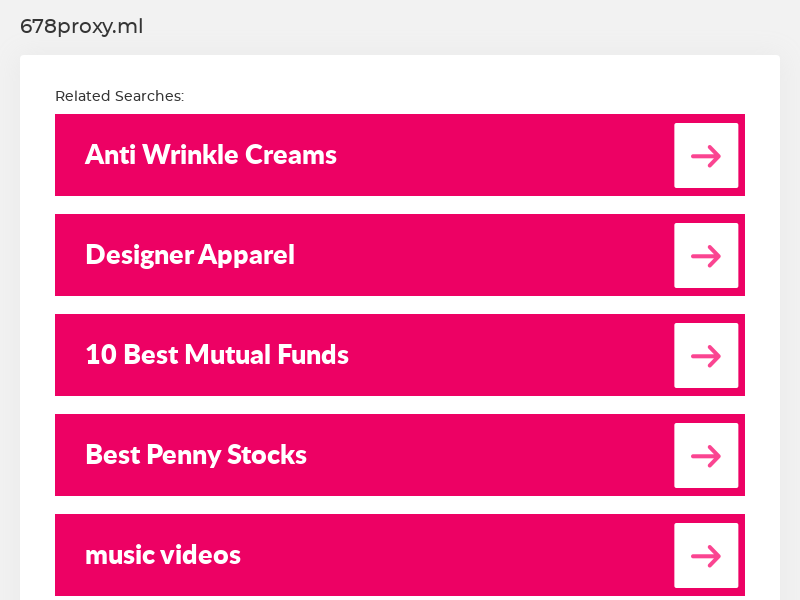 678proxy.ml
Related Searches:
Anti Wrinkle Creams
Designer Apparel
10 Best Mutual Funds
Best Penny Stocks
music videos